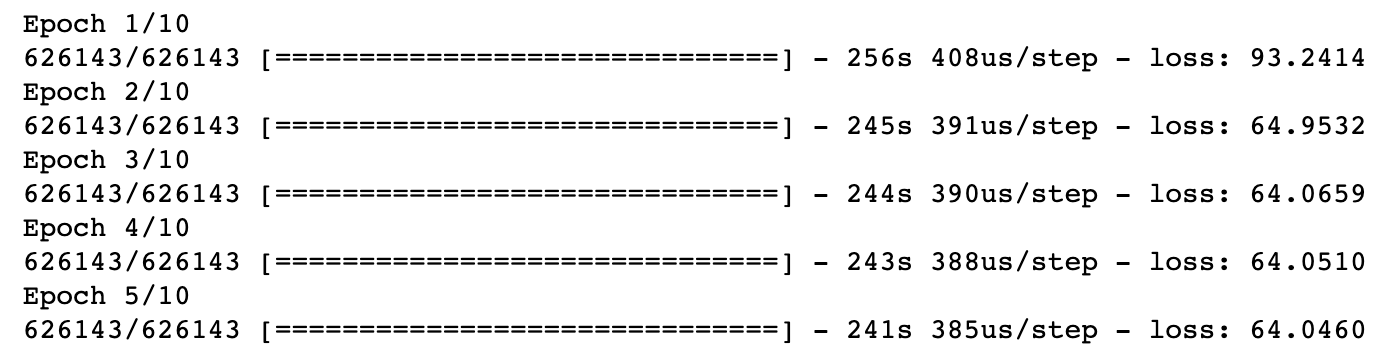 Epoch 1/10
626143/626143 [==============================] - 256s 408us/step - loss: 93.2414
Epoch 2/10
626143/626143 [==============================] - 245s 391us/step - loss: 64.9532
Epoch 3/10
626143/626143 [==============================] - 244s 390us/step - loss: 64.0659
Epoch 4/10
626143/626143 [==============================] - 243s 388us/step - loss: 64.0510
Epoch 5/10
626143/626143 [==============================] - 241s 385us/step - loss: 64.0460